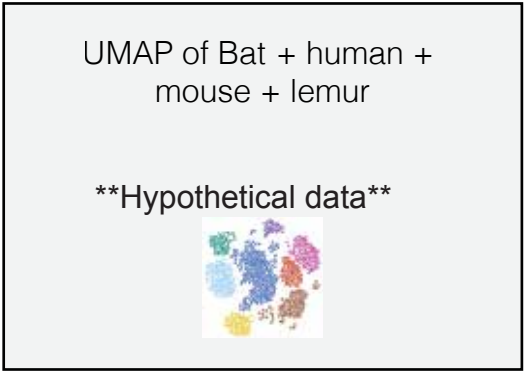 UMAP of Bat + human +
mouse + lemur
**Hypothetical data**